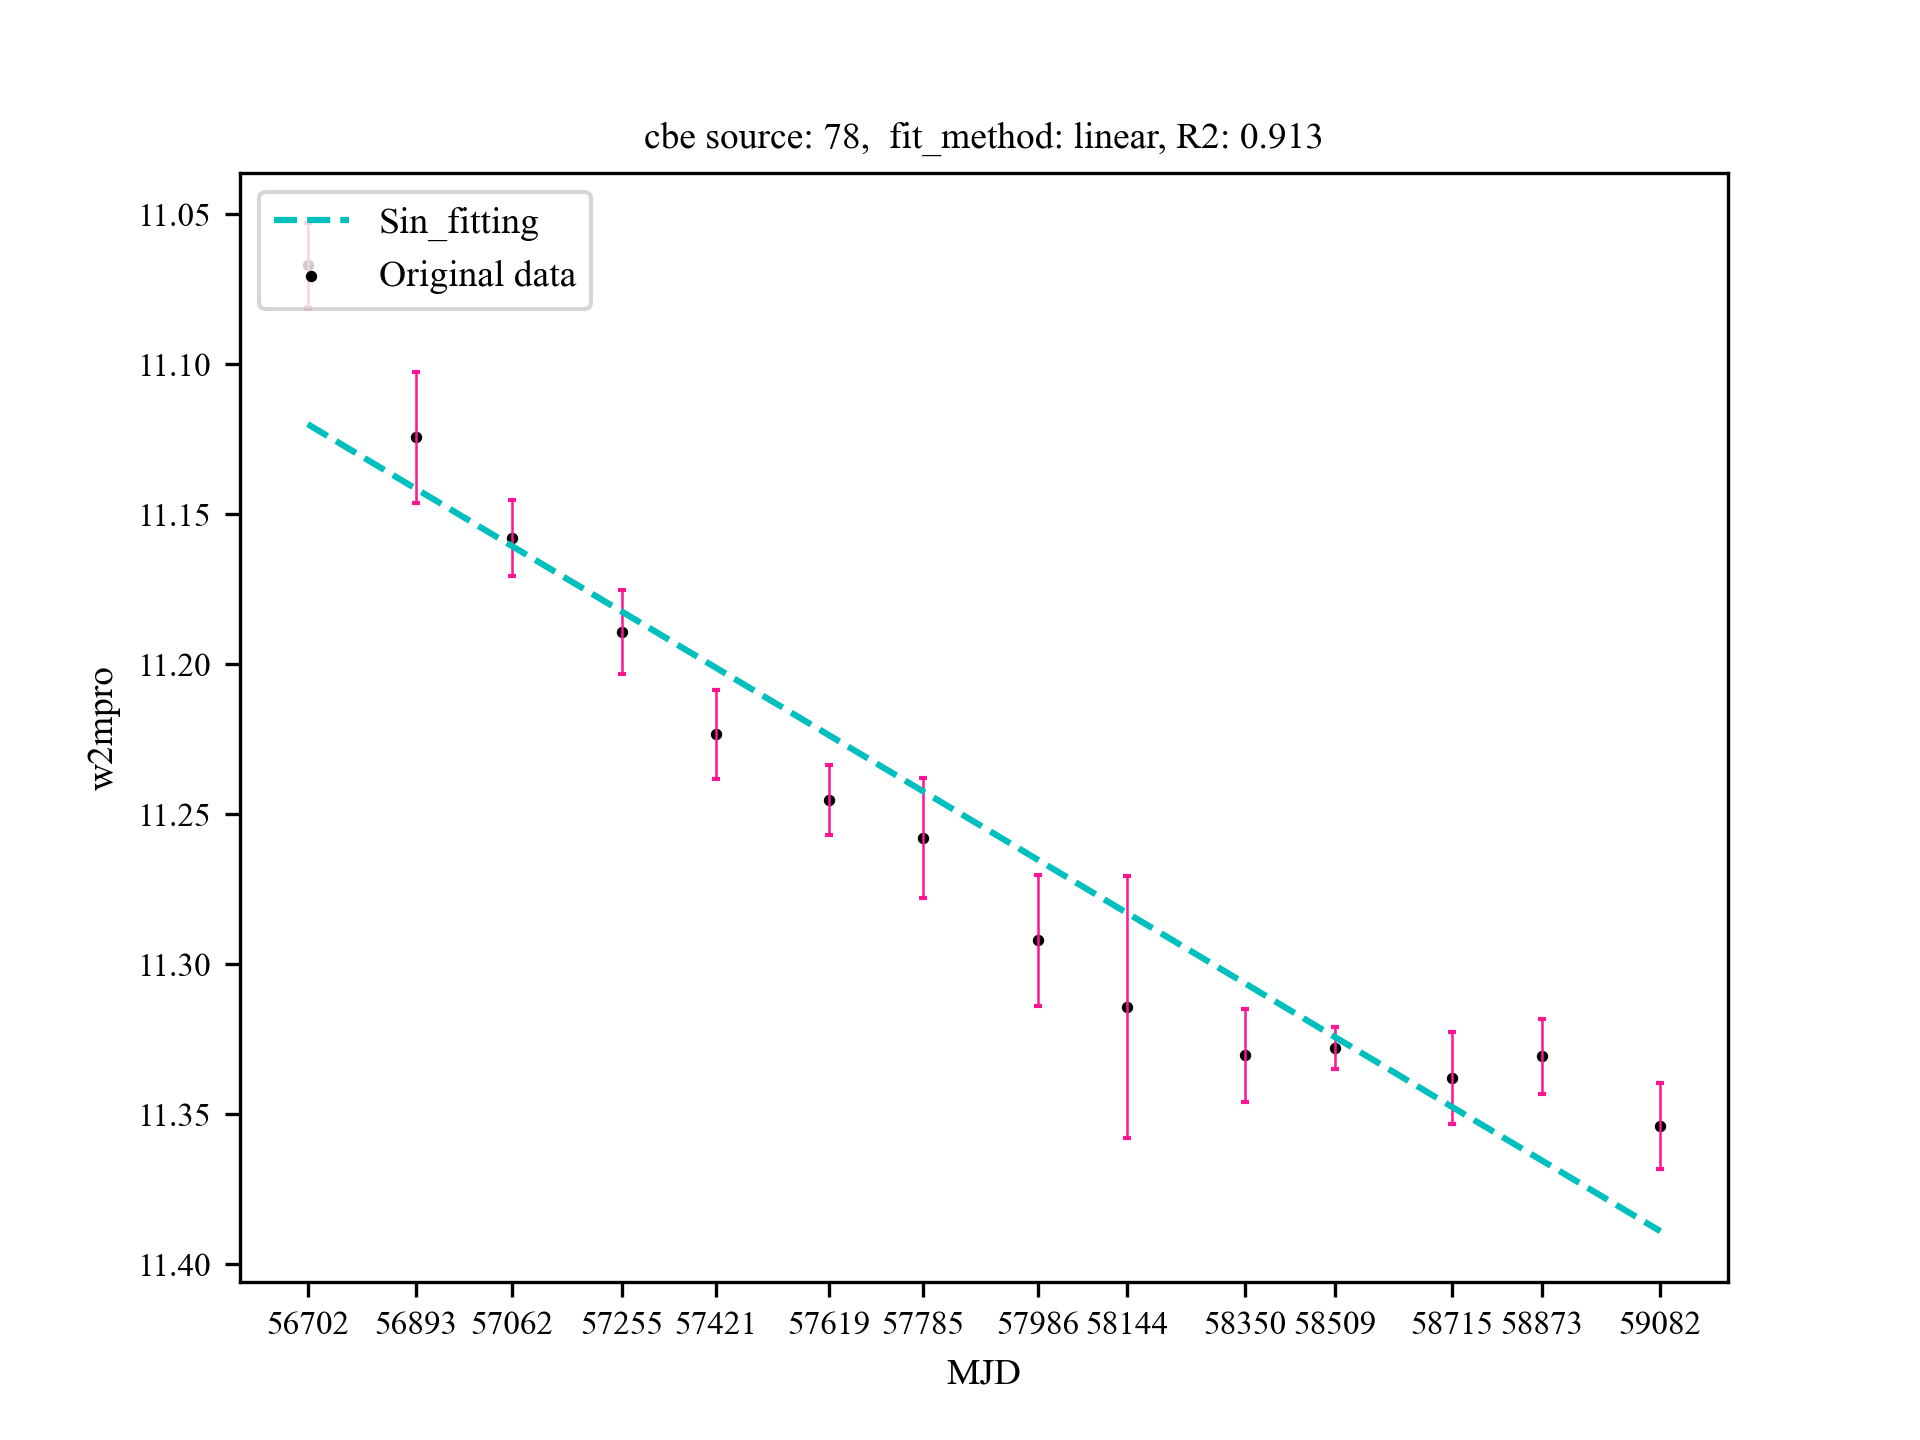 cbe source: 78,  fit_method: linear, R2: 0.913
Sin_fitting
Original data
w2mpro
11.05
11.10
11.15
11.20
11.25
11.30
11.35
11.40
56702 56893 57062 57255 57421 57619 57785 57986 58144 58350 58509 58715 58873 59082
MJD